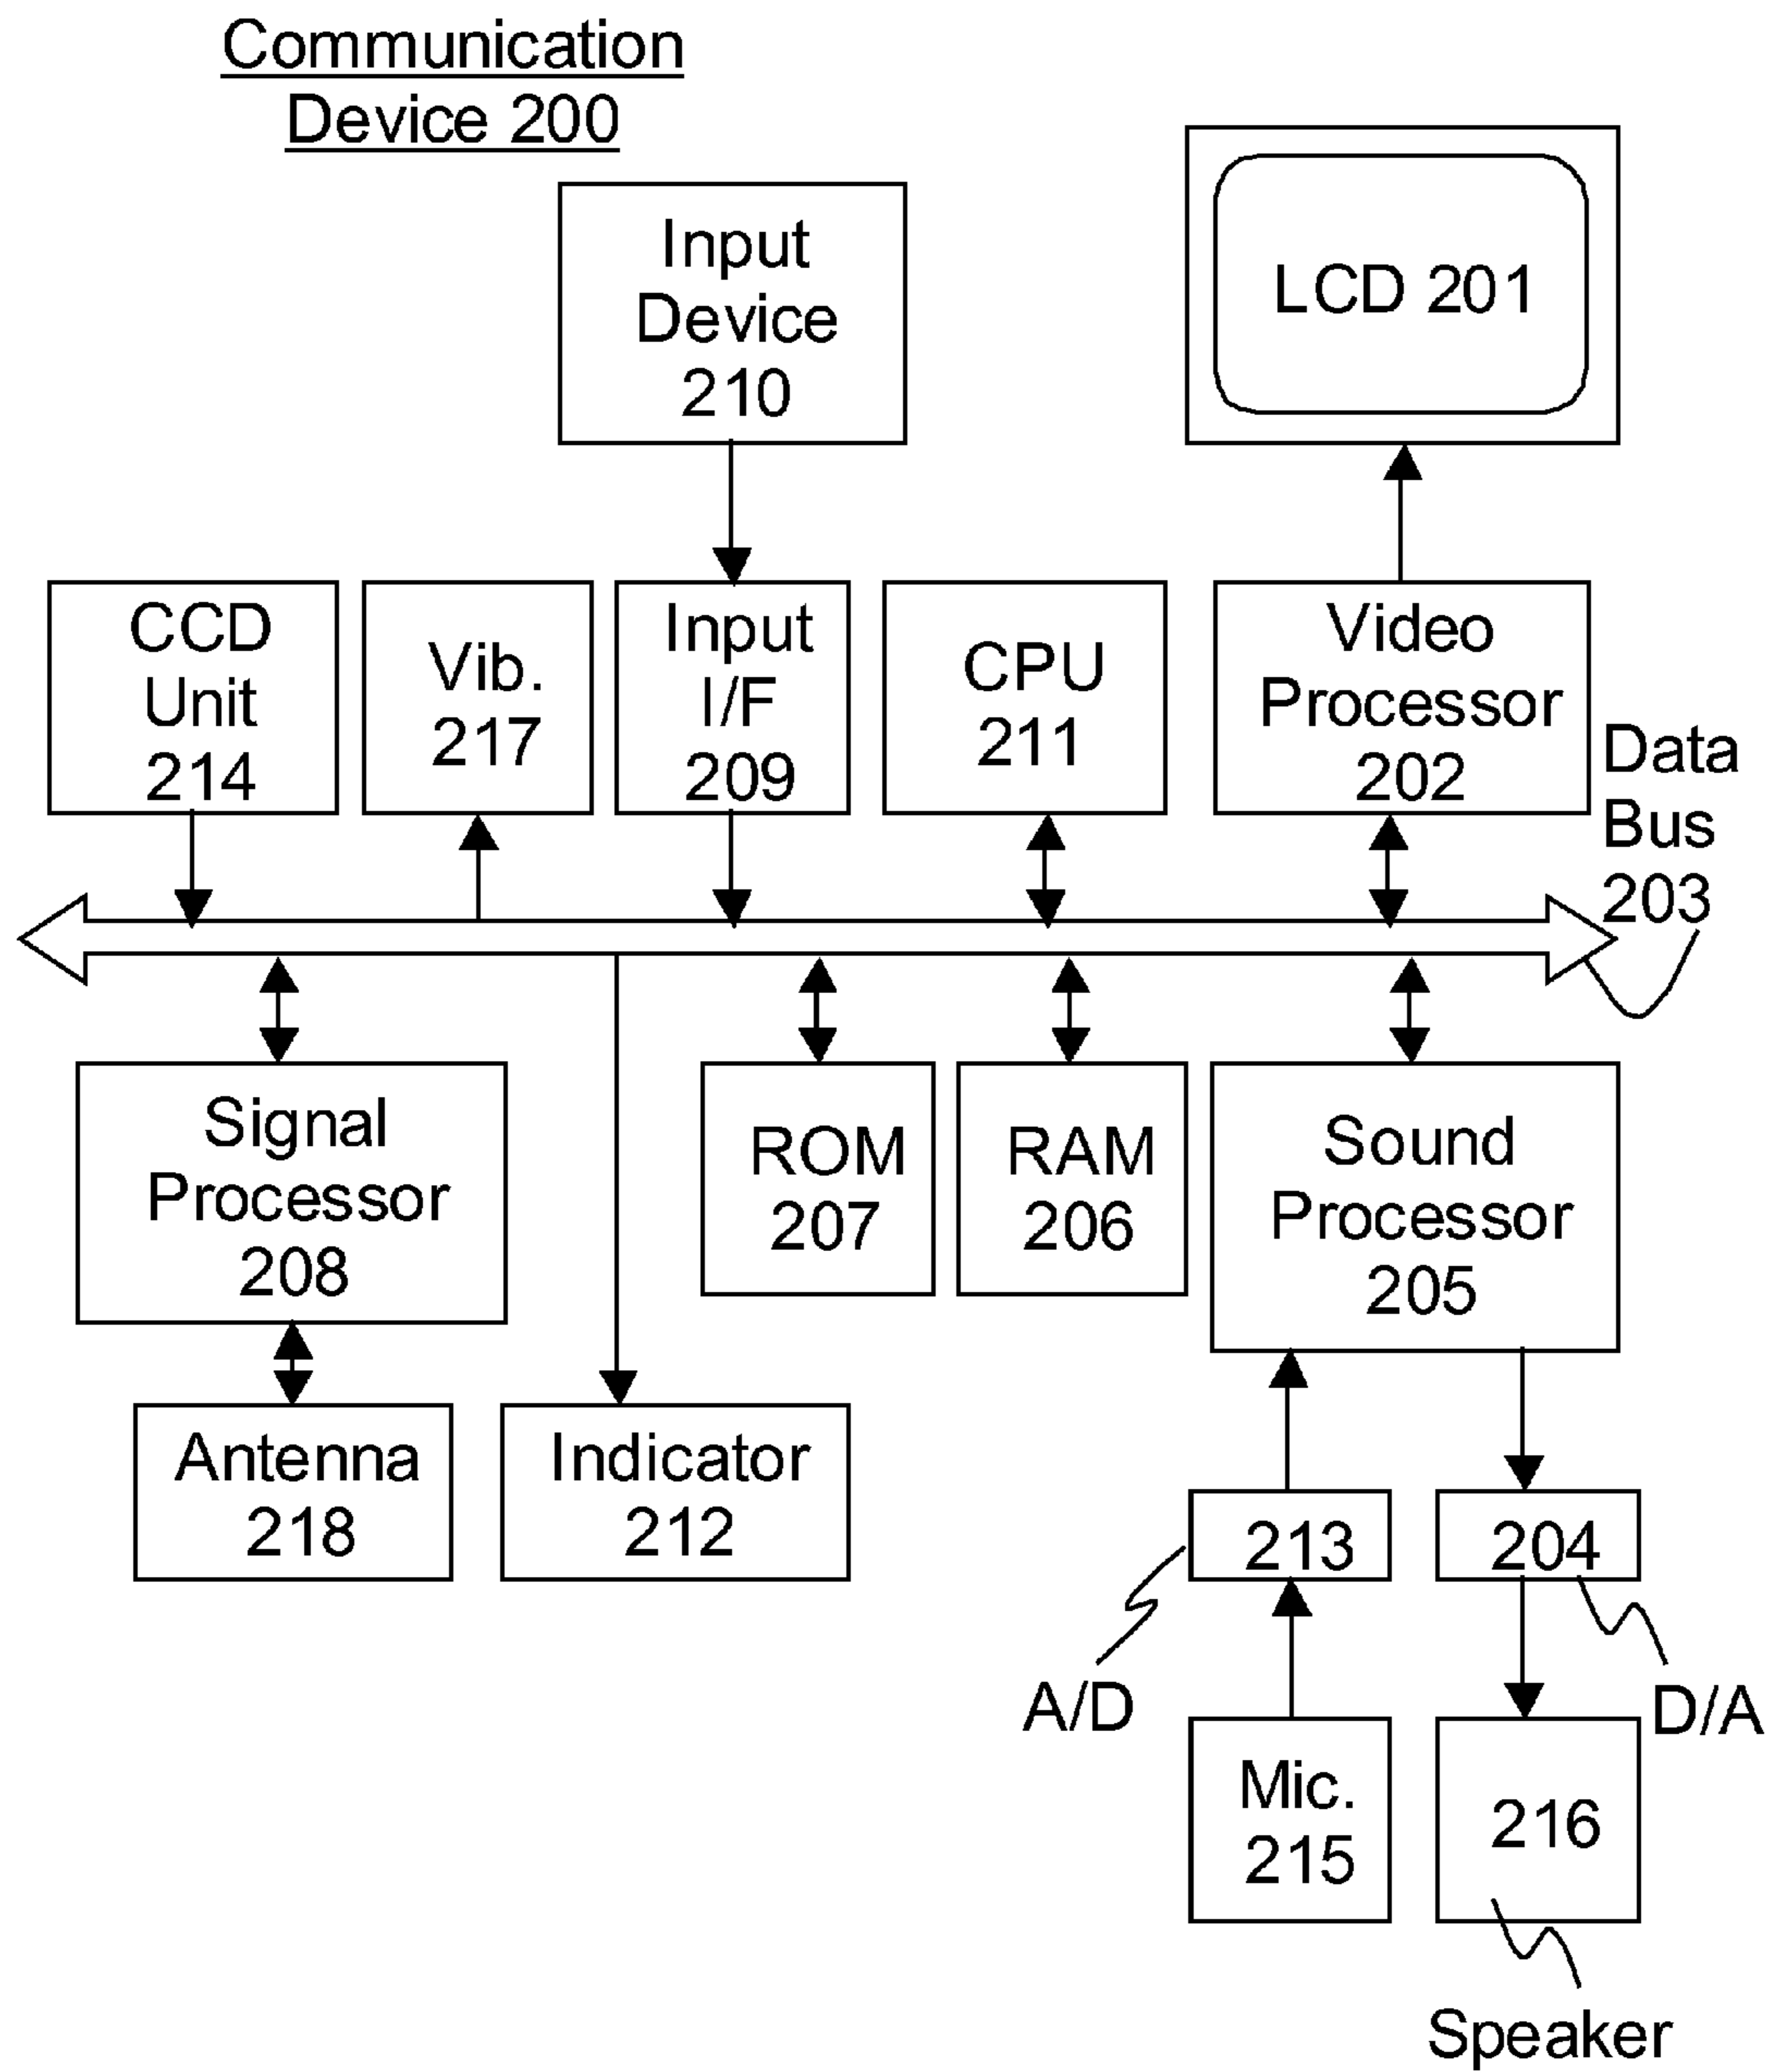 Communication
Device 200
Input
Device
210
LCD 201
CCD
Unit
214
Vib.
217
Input
I/F
209
CPU
211
Video
Processor
202
Data
Bus
203
Signal
Processor
208
ROM
207
RAM
206
Sound
Processor
205
Antenna
218
Indicator
212
213
204
A/D
D/A
Mic.
215
216
Speaker